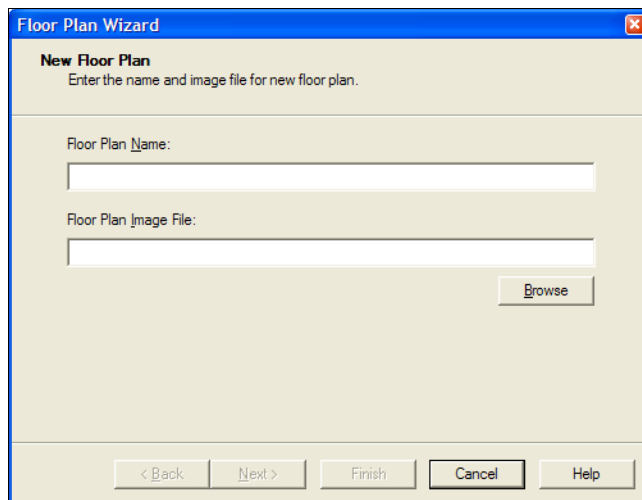 Floor Plan Wizard
New Floor Plan
Enter the name and image file for new floor plan.
Floor Plan Name:
Floor Plan Image File:
Browse
< Back Next > Finish Cancel Help